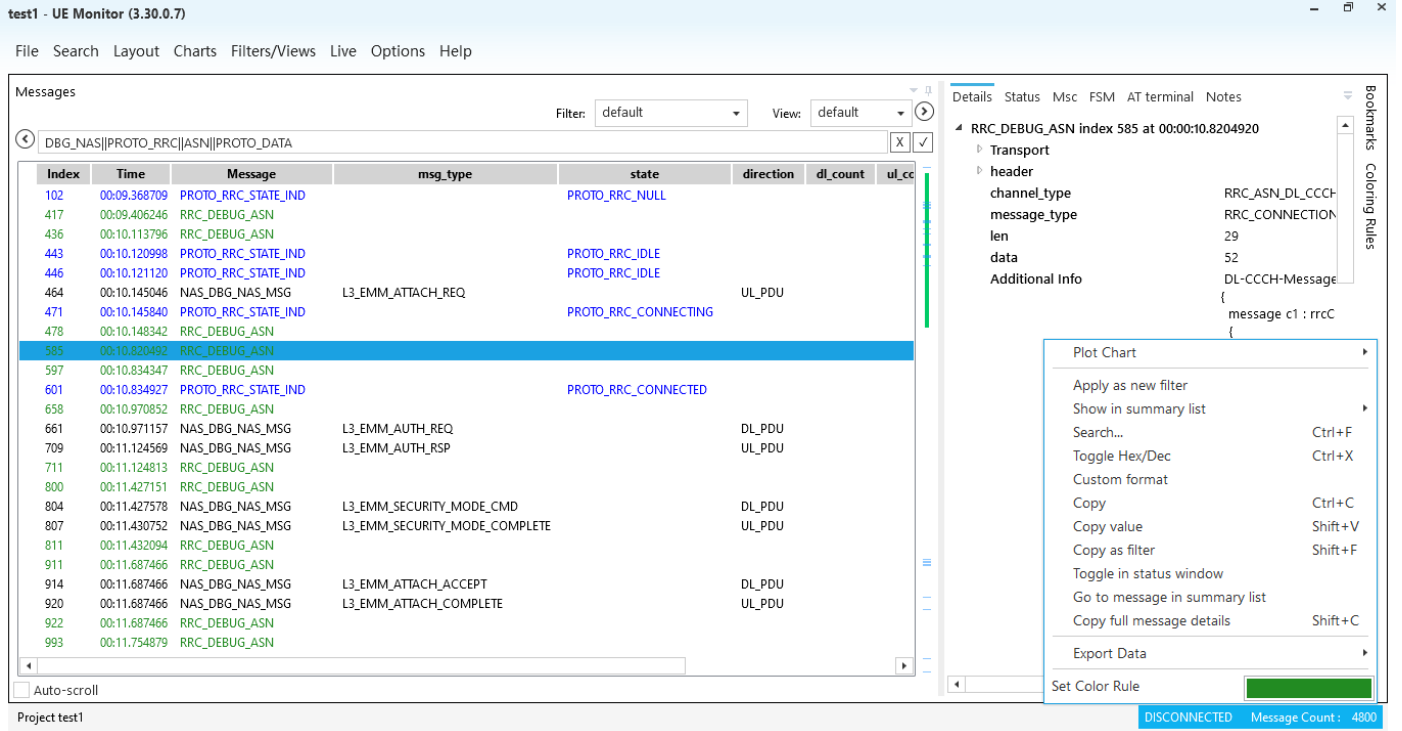 test1 - UE Monitor (3.30.0.7)
File Search Layout Charts Filters/Views Live Options Help
Messages
Filter: default View: default
DBG_NAS||PROTO_RRC||ASN||PROTO_DATA X ✓
Index Time Message msg_type state direction dl_count ul_cc
102 00:09.368709 PROTO_RRC_STATE_IND PROTO_RRC_NULL
417 00:09.406246 RRC_DEBUG_ASN
436 00:10.113796 RRC_DEBUG_ASN
443 00:10.120998 PROTO_RRC_STATE_IND PROTO_RRC_IDLE
446 00:10.121120 PROTO_RRC_STATE_IND PROTO_RRC_IDLE
464 00:10.145046 NAS_DBG_NAS_MSG L3_EMM_ATTACH_REQ UL_PDU
471 00:10.145840 PROTO_RRC_STATE_IND PROTO_RRC_CONNECTING
478 00:10.148342 RRC_DEBUG_ASN
585 00:10.820492 RRC_DEBUG_ASN
597 00:10.834347 RRC_DEBUG_ASN
601 00:10.834927 PROTO_RRC_STATE_IND PROTO_RRC_CONNECTED
658 00:10.970852 RRC_DEBUG_ASN
661 00:10.971157 NAS_DBG_NAS_MSG L3_EMM_AUTH_REQ DL_PDU
709 00:11.124569 NAS_DBG_NAS_MSG L3_EMM_AUTH_RSP UL_PDU
711 00:11.124813 RRC_DEBUG_ASN
800 00:11.427151 RRC_DEBUG_ASN
804 00:11.427578 NAS_DBG_NAS_MSG L3_EMM_SECURITY_MODE_CMD DL_PDU
807 00:11.430752 NAS_DBG_NAS_MSG L3_EMM_SECURITY_MODE_COMPLETE UL_PDU
811 00:11.432094 RRC_DEBUG_ASN
911 00:11.687466 RRC_DEBUG_ASN
914 00:11.687466 NAS_DBG_NAS_MSG L3_EMM_ATTACH_ACCEPT DL_PDU
920 00:11.687466 NAS_DBG_NAS_MSG L3_EMM_ATTACH_COMPLETE UL_PDU
922 00:11.687466 RRC_DEBUG_ASN
993 00:11.754879 RRC_DEBUG_ASN
Auto-scroll
Details Status Msc FSM AT terminal Notes
RRC_DEBUG_ASN index 585 at 00:00:10.8204920
Transport
header
channel_type RRC_ASN_DL_CCCH
message_type RRC_CONNECTION
len 29
data 52
Additional Info DL-CCCH-Message
{
message c1 : rrcC
{
Plot Chart
Apply as new filter
Show in summary list
Search... Ctrl+F
Toggle Hex/Dec Ctrl+X
Custom format
Copy Ctrl+C
Copy value Shift+V
Copy as filter Shift+F
Toggle in status window
Go to message in summary list
Copy full message details Shift+C
Export Data
Set Color Rule
Bookmarks
Coloring Rules
Project test1
DISCONNECTED Message Count : 4800